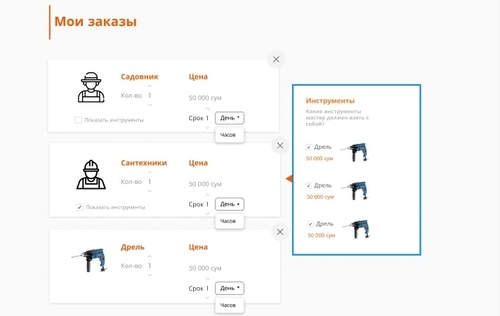 Мои заказы
Садовник
Цена
Кол-во 1
50 000 сум
Срок 1 День
Часов
Показать инструменты
Сантехники
Цена
Кол-во 1
50 000 сум
Срок 1 День
Часов
Показать инструменты
Дрель
Цена
Кол-во 1
50 000 сум
Срок 1 День
Часов
Инструменты
Какие инструменты
мастер должен взять с
собой?
Дрель
50 000 сум
Дрель
50 000 сум
Дрель
50 000 сум